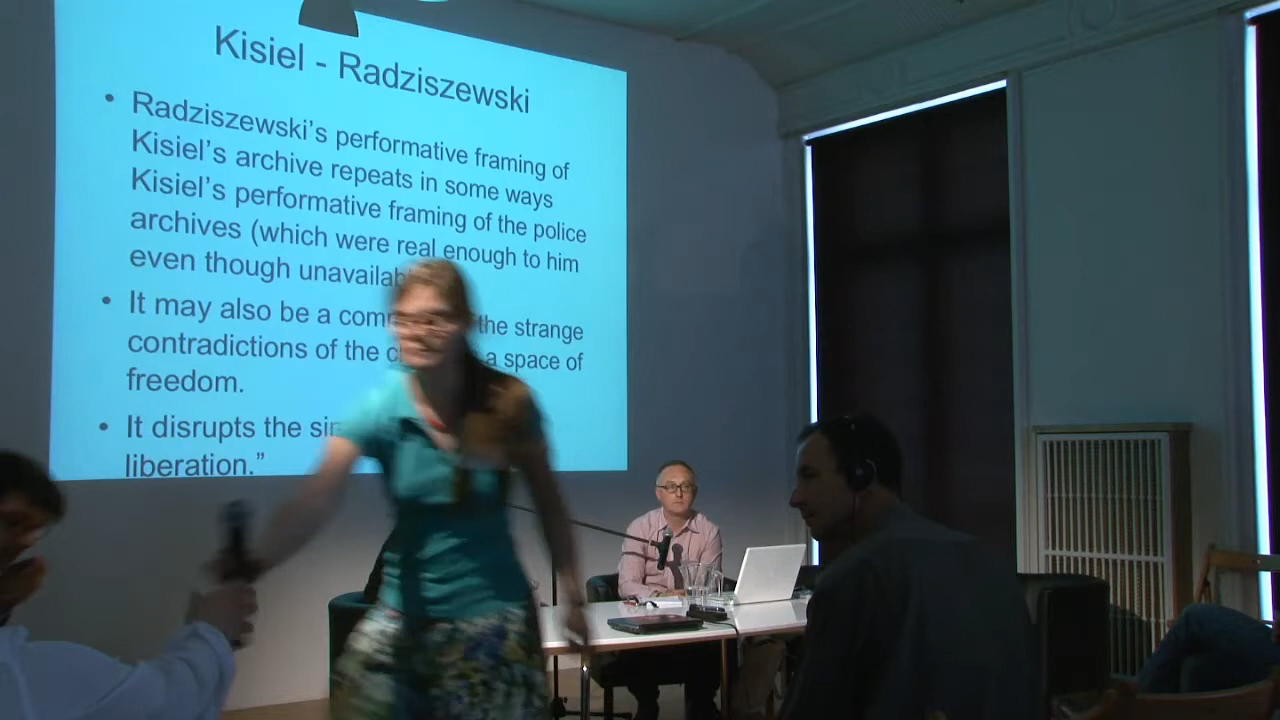 Kisiel - Radziszewski
• Radziszewski's performative framing of
Kisiel's archive repeats in some ways
Kisiel's performative framing of the police
archives (which were real enough to him
even though
• It may also be a the strange
contradictions of the a space of
freedom.
• It disrupts the
liberation.”